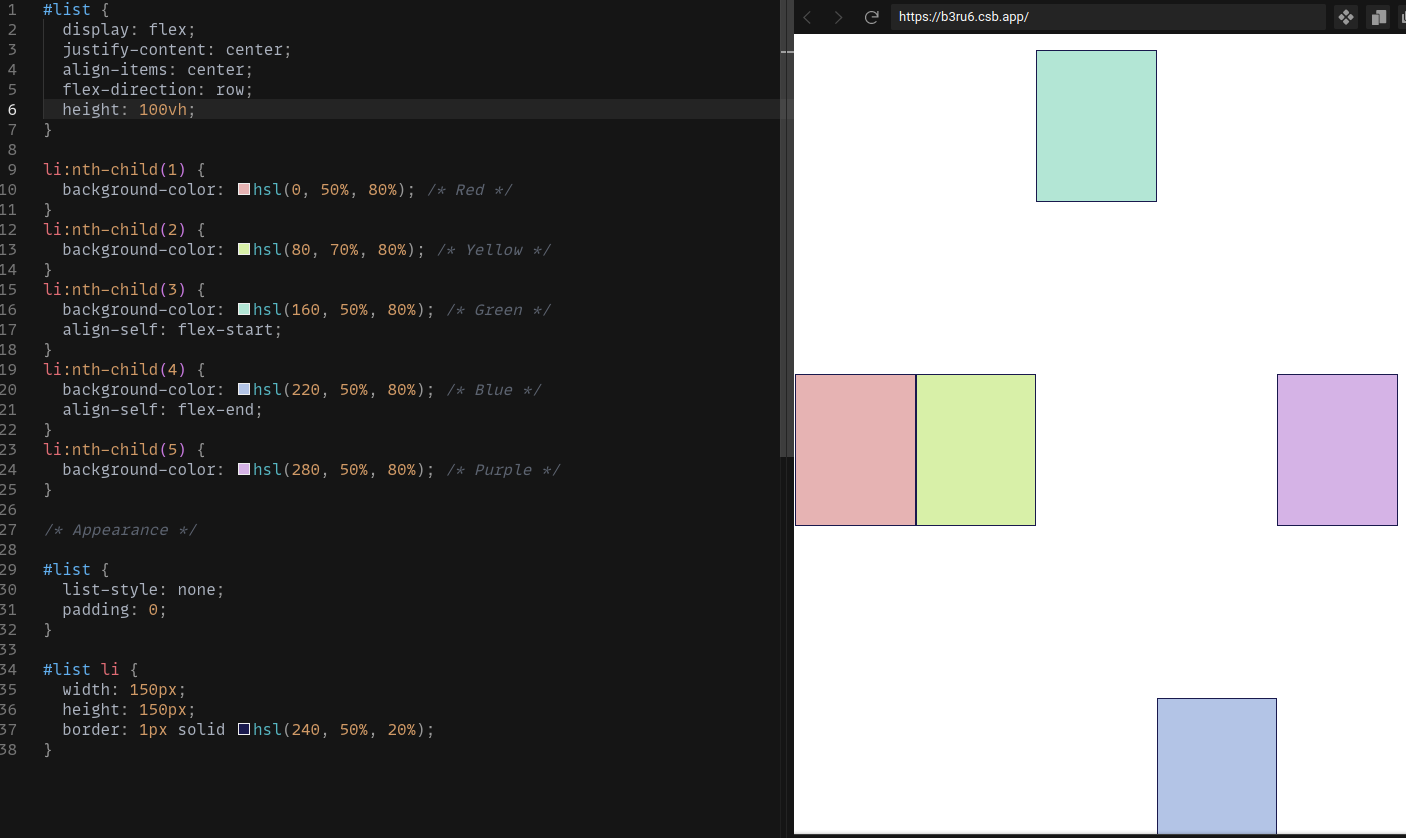 https://b3ru6.csb.app/
1 #list {
2 display: flex;
3 justify-content: center;
4 align-items: center;
5 flex-direction: row;
6 height: 100vh;
7 }
8
9 li:nth-child(1) {
10 background-color: hsl(0, 50%, 80%); /* Red */
11 }
12 li:nth-child(2) {
13 background-color: hsl(80, 70%, 80%); /* Yellow */
14 }
15 li:nth-child(3) {
16 background-color: hsl(160, 50%, 80%); /* Green */
17 align-self: flex-start;
18 }
19 li:nth-child(4) {
20 background-color: hsl(220, 50%, 80%); /* Blue */
21 align-self: flex-end;
22 }
23 li:nth-child(5) {
24 background-color: hsl(280, 50%, 80%); /* Purple */
25 }
26
27 /* Appearance */
28
29 #list {
30 list-style: none;
31 padding: 0;
32 }
33
34 #list li {
35 width: 150px;
36 height: 150px;
37 border: 1px solid hsl(240, 50%, 20%);
38 }